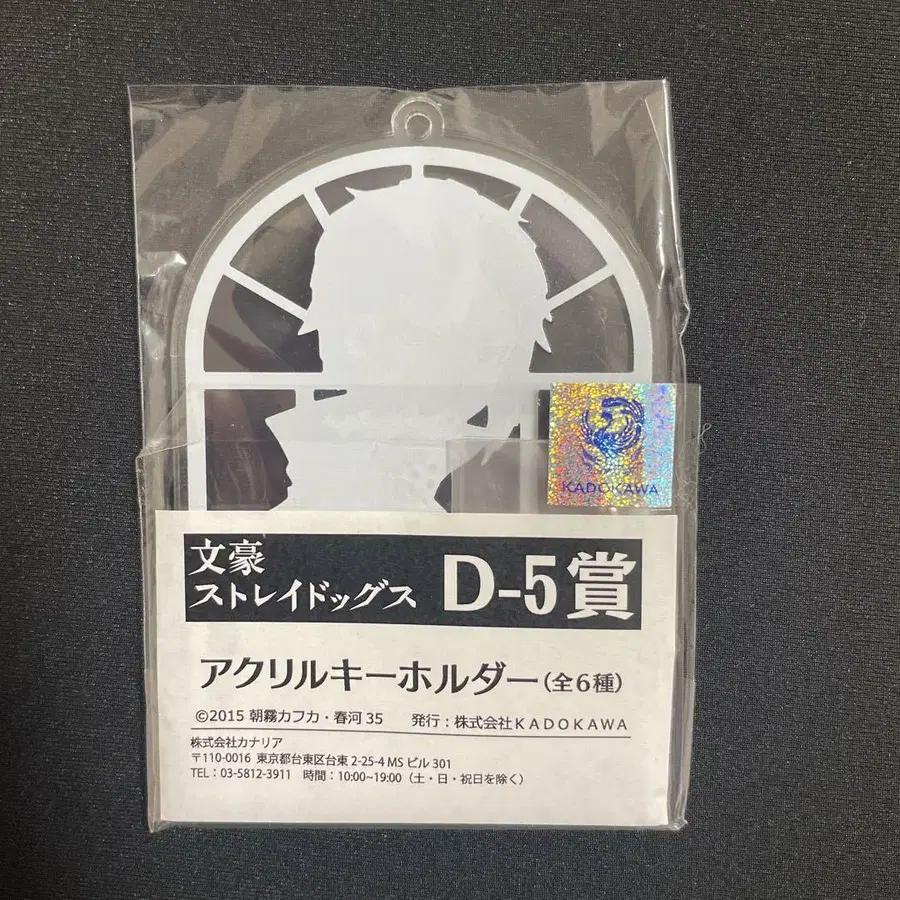 KADOKAWA
文豪
ストレイドッグス D-5賞
アクリルキーホルダー(全6種)
©2015 朝霧カフカ・春河35 発行:株式会社KADOKAWA
株式会社カナリア
〒110-0016 東京都台東区台東 2-25-4 MS ビル 301
TEL:03-5812-3911 時間:10:00~19:00(土・日・祝日を除く)